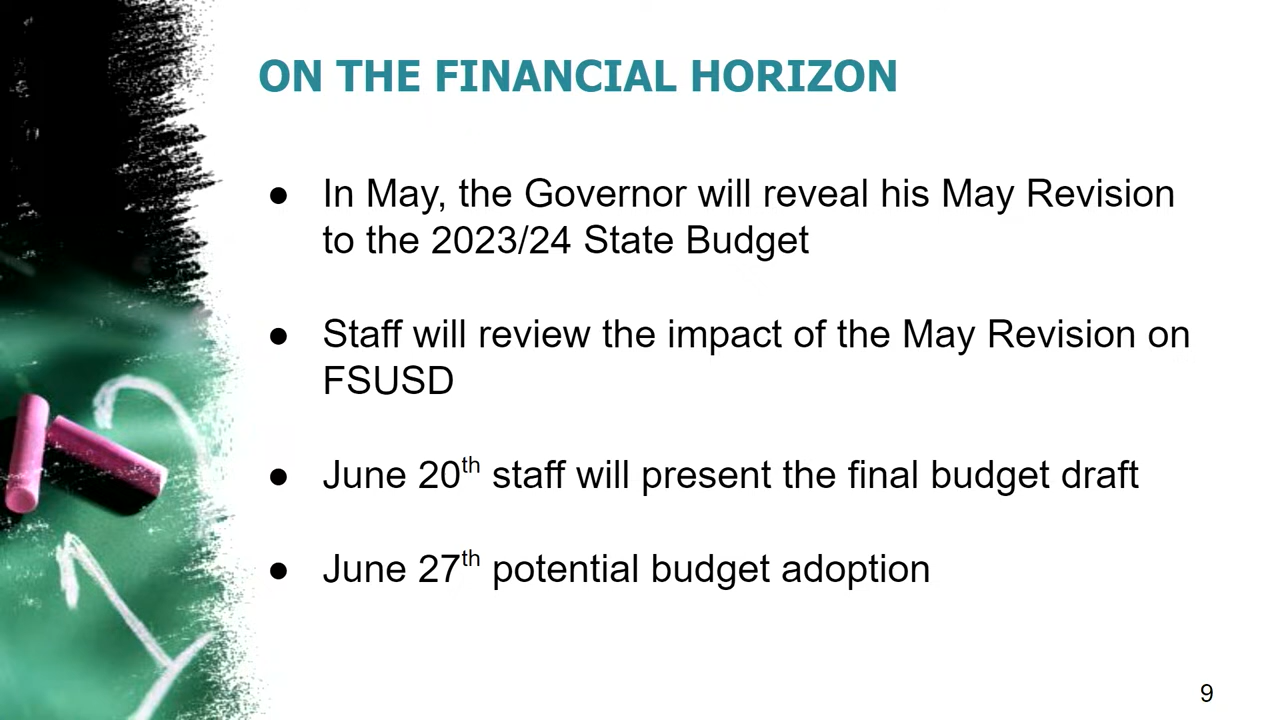 ON THE FINANCIAL HORIZON
● In May, the Governor will reveal his May Revision
to the 2023/24 State Budget
● Staff will review the impact of the May Revision on
FSUSD
● June 20th staff will present the final budget draft
● June 27th potential budget adoption
9